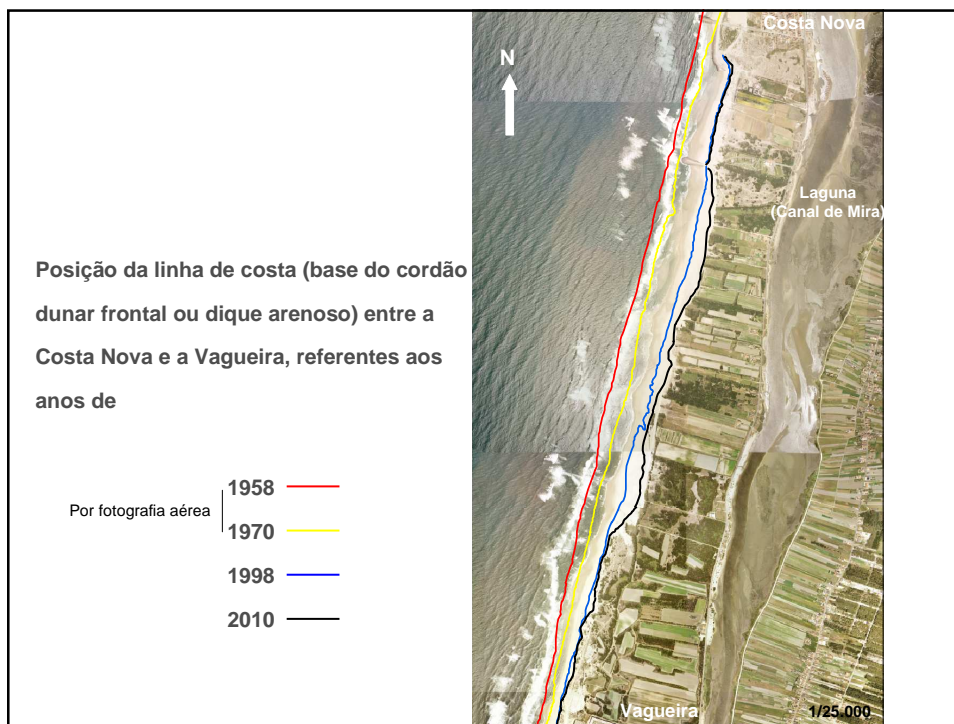 Costa Nova
N
Laguna
(Canal de Mira)
Posição da linha de costa (base do cordão
dunar frontal ou dique arenoso) entre a
Costa Nova e a Vagueira, referentes aos
anos de
1958
Por fotografia aérea
1970
1998
2010
Vagueira
1/25.000